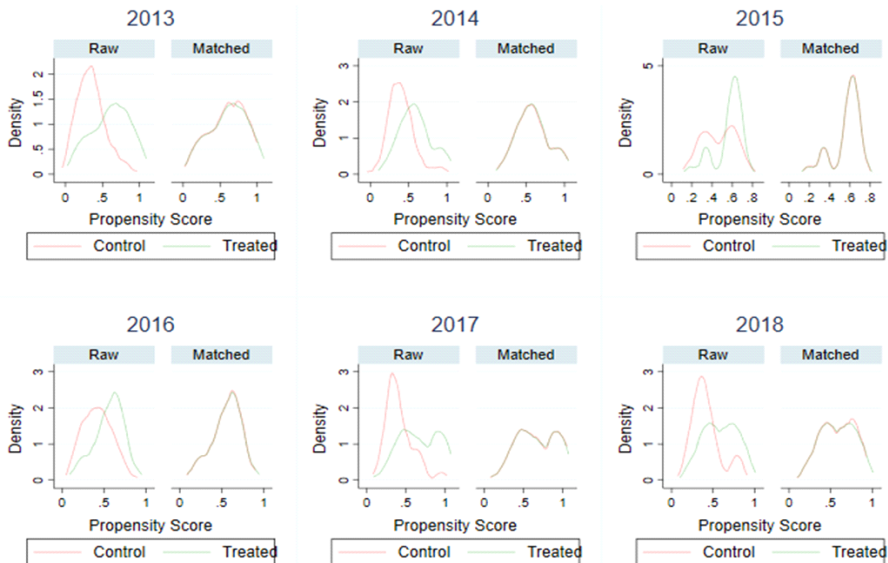 2013
Raw Matched
Density
0 .5 1 1.5 2
0 .5 1 0 .5 1
Propensity Score
Control Treated
2014
Raw Matched
Density
0 1 2 3
0 .5 1 0 .5 1
Propensity Score
Control Treated
2015
Raw Matched
Density
0 5
0 .2 .4 .6 .8 0 .2 .4 .6 .8
Propensity Score
Control Treated
2016
Raw Matched
Density
0 1 2 3
0 .5 1 0 .5 1
Propensity Score
Control Treated
2017
Raw Matched
Density
0 1 2 3
0 .5 1 0 .5 1
Propensity Score
Control Treated
2018
Raw Matched
Density
0 1 2 3
0 .5 1 0 .5 1
Propensity Score
Control Treated